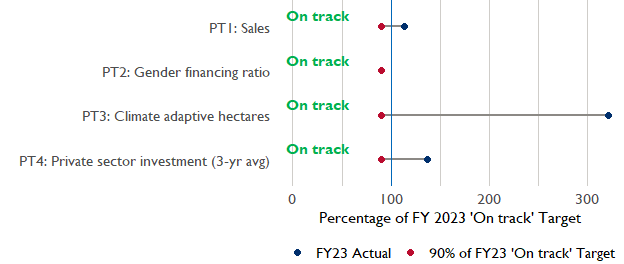 On track
PT1: Sales
On track
PT2: Gender financing ratio
On track
PT3: Climate adaptive hectares
On track
PT4: Private sector investment (3-yr avg)
0 100 200 300
Percentage of FY 2023 'On track' Target
FY23 Actual 90% of FY23 'On track' Target